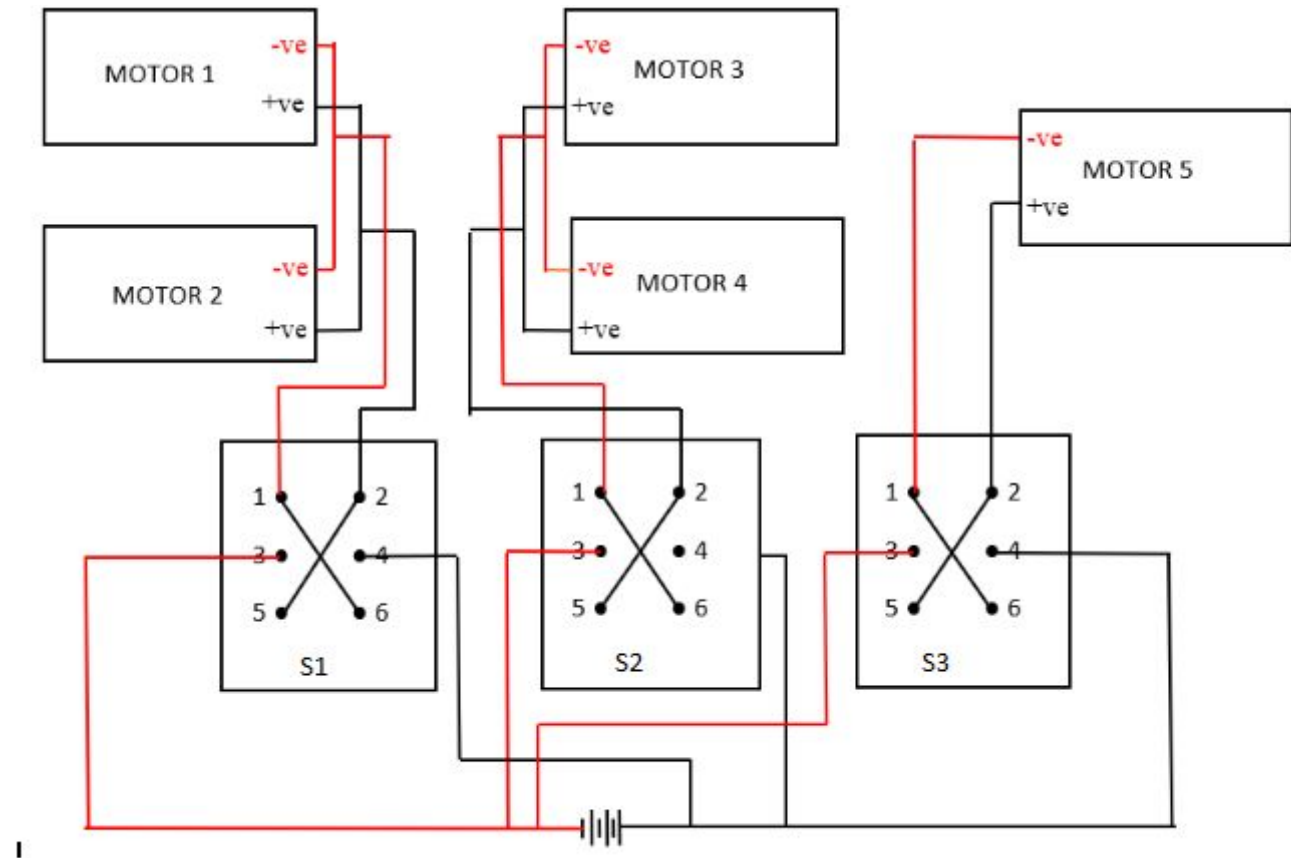 -ve
MOTOR 1
+ve
-ve
MOTOR 2
+ve
-ve
MOTOR 3
+ve
-ve
MOTOR 4
+ve
-ve
MOTOR 5
+ve
1 2
3 4
5 6
S1
1 2
3 4
5 6
S2
1 2
3 4
5 6
S3
I